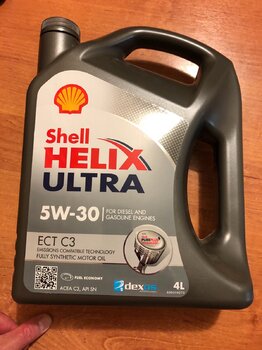 Shell
HELIX
ULTRA
5W-30
FOR DIESEL AND
GASOLINE ENGINES
ECT C3
EMISSIONS COMPATIBLE TECHNOLOGY
FULLY SYNTHETIC MOTOR OIL
FUEL ECONOMY
ACEA C3, API SN
dexos
4L